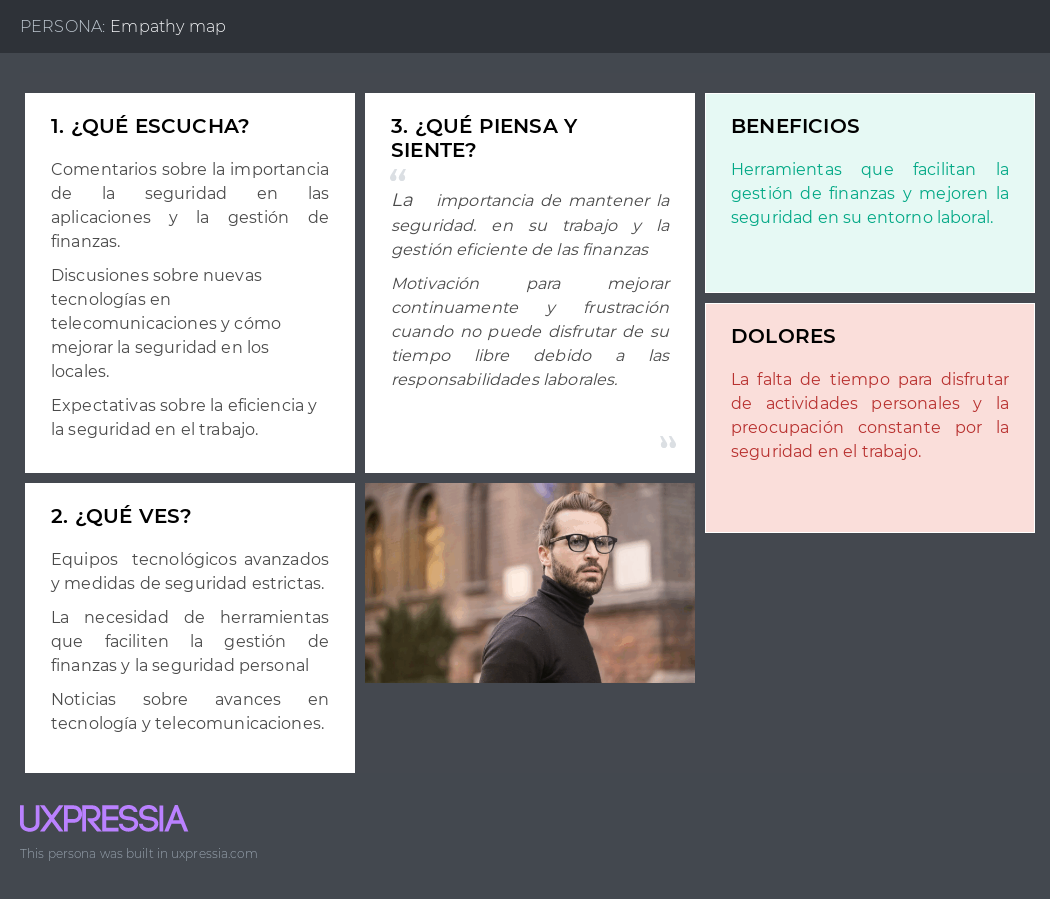 PERSONA: Empathy map
1. ¿QUÉ ESCUCHA?
Comentarios sobre la importancia
de la seguridad en las
aplicaciones y la gestión de
finanzas.
Discusiones sobre nuevas
tecnologías en
telecomunicaciones y cómo
mejorar la seguridad en los
locales.
Expectativas sobre la eficiencia y
la seguridad en el trabajo.
2. ¿QUÉ VES?
Equipos tecnológicos avanzados
y medidas de seguridad estrictas.
La necesidad de herramientas
que faciliten la gestión de
finanzas y la seguridad personal
Noticias sobre avances en
tecnología y telecomunicaciones.
3. ¿QUÉ PIENSA Y
SIENTE?
“
La importancia de mantener la
seguridad. en su trabajo y la
gestión eficiente de las finanzas
Motivación para mejorar
continuamente y frustración
cuando no puede disfrutar de su
tiempo libre debido a las
responsabilidades laborales.
”
BENEFICIOS
Herramientas que facilitan la
gestión de finanzas y mejoren la
seguridad en su entorno laboral.
DOLORES
La falta de tiempo para disfrutar
de actividades personales y la
preocupación constante por la
seguridad en el trabajo.
UXPRESSIA
This persona was built in uxpressia.com